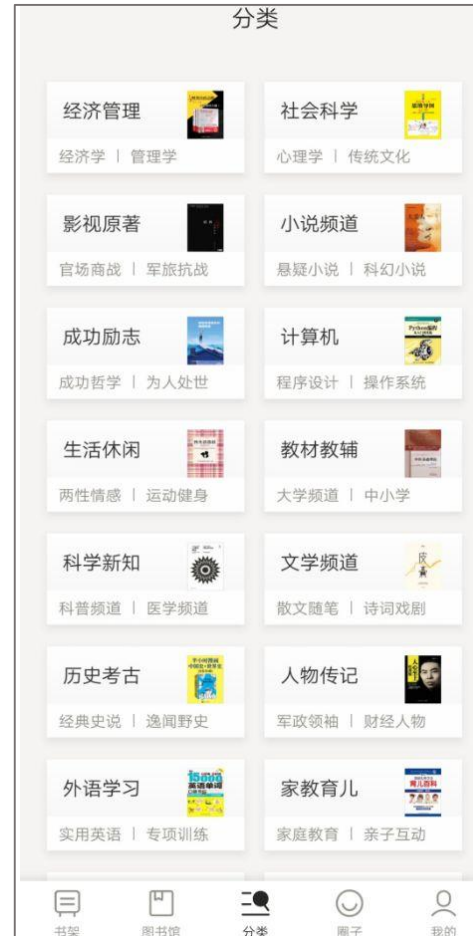 分类
经济管理
经济学 | 管理学
社会科学
心理学 | 传统文化
影视原著
官场商战 | 军旅抗战
小说频道
悬疑小说 | 科幻小说
成功励志
成功哲学 | 为人处世
计算机
程序设计 | 操作系统
生活休闲
两性情感 | 运动健身
教材教辅
大学频道 | 中小学
科学新知
科普频道 | 医学频道
文学频道
散文随笔 | 诗词戏剧
历史考古
经典史说 | 逸闻野史
人物传记
军政领袖 | 财经人物
外语学习
15000
英语单词
实用英语 | 专项训练
家教育儿
育儿百科
家庭教育 | 亲子互动
书架
图书馆
分类
圈子
我的